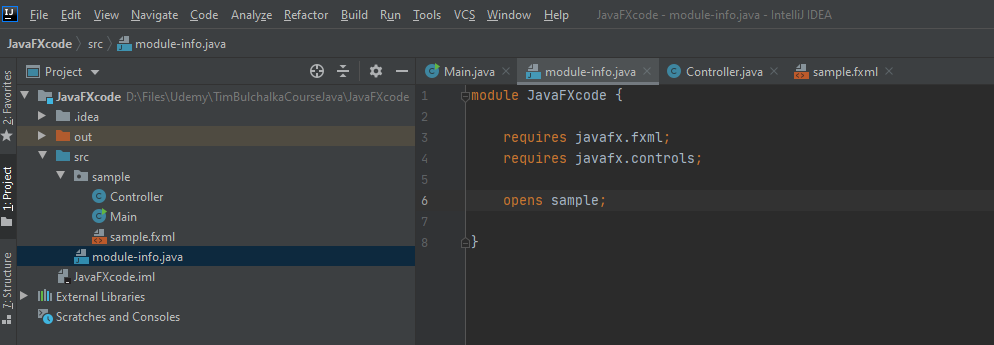 IJ File Edit View Navigate Code Analyze Refactor Build Run Tools VCS Window Help JavaFXcode - module-info.java - IntelliJ IDEA
JavaFXcode src module-info.java
Project
Main.java module-info.java Controller.java sample.fxml
JavaFXcode D:\Files\Udemy\TimBulchalkaCourseJava\JavaFXcode
.idea
out
src
sample
Controller
Main
sample.fxml
module-info.java
JavaFXcode.iml
External Libraries
Scratches and Consoles
2: Favorites
1: Project
7: Structure
1 module JavaFXcode {
2
3 requires javafx.fxml;
4 requires javafx.controls;
5
6 opens sample;
7
8 }